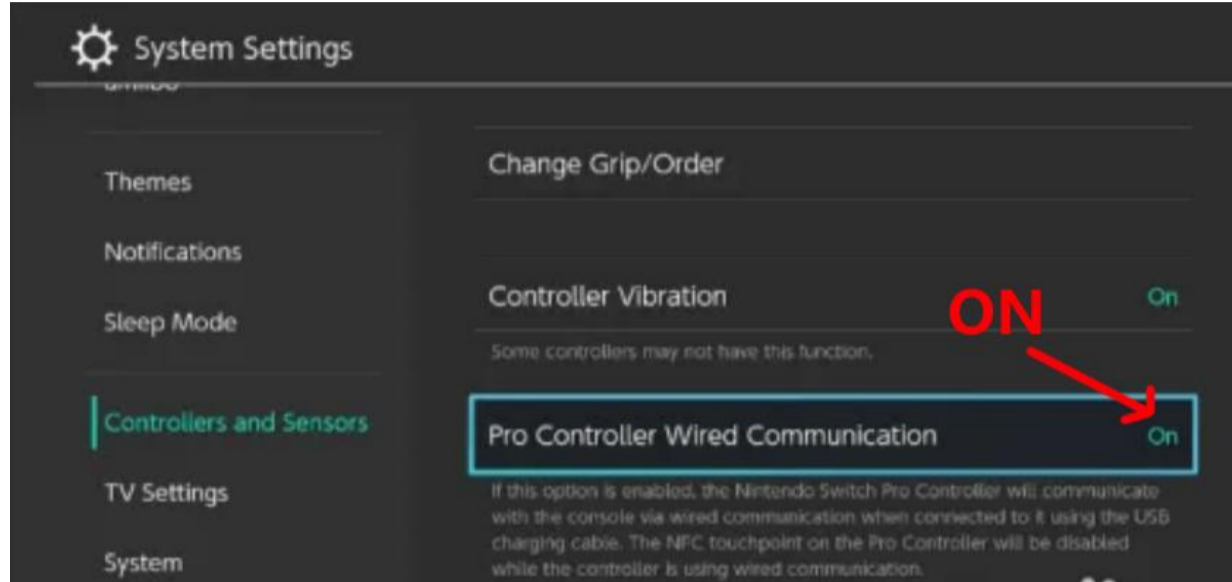 System Settings
amiibo
Themes
Notifications
Sleep Mode
Controllers and Sensors
TV Settings
System
Change Grip/Order
Controller Vibration On
Some controllers may not have this function.
ON
Pro Controller Wired Communication On
If this option is enabled, the Nintendo Switch Pro Controller will communicate
with the console via wired communication when connected to it using the USB
charging cable. The NFC touchpoint on the Pro Controller will be disabled
while the controller is using wired communication.